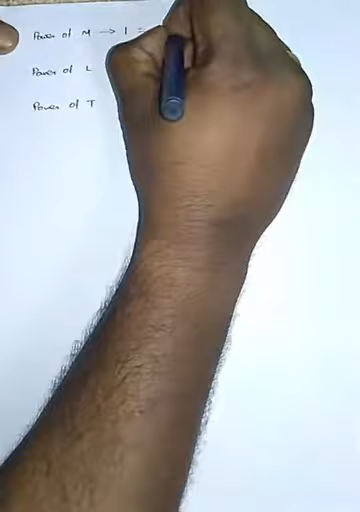 Power of M → 1 =
Power of L
Power of T